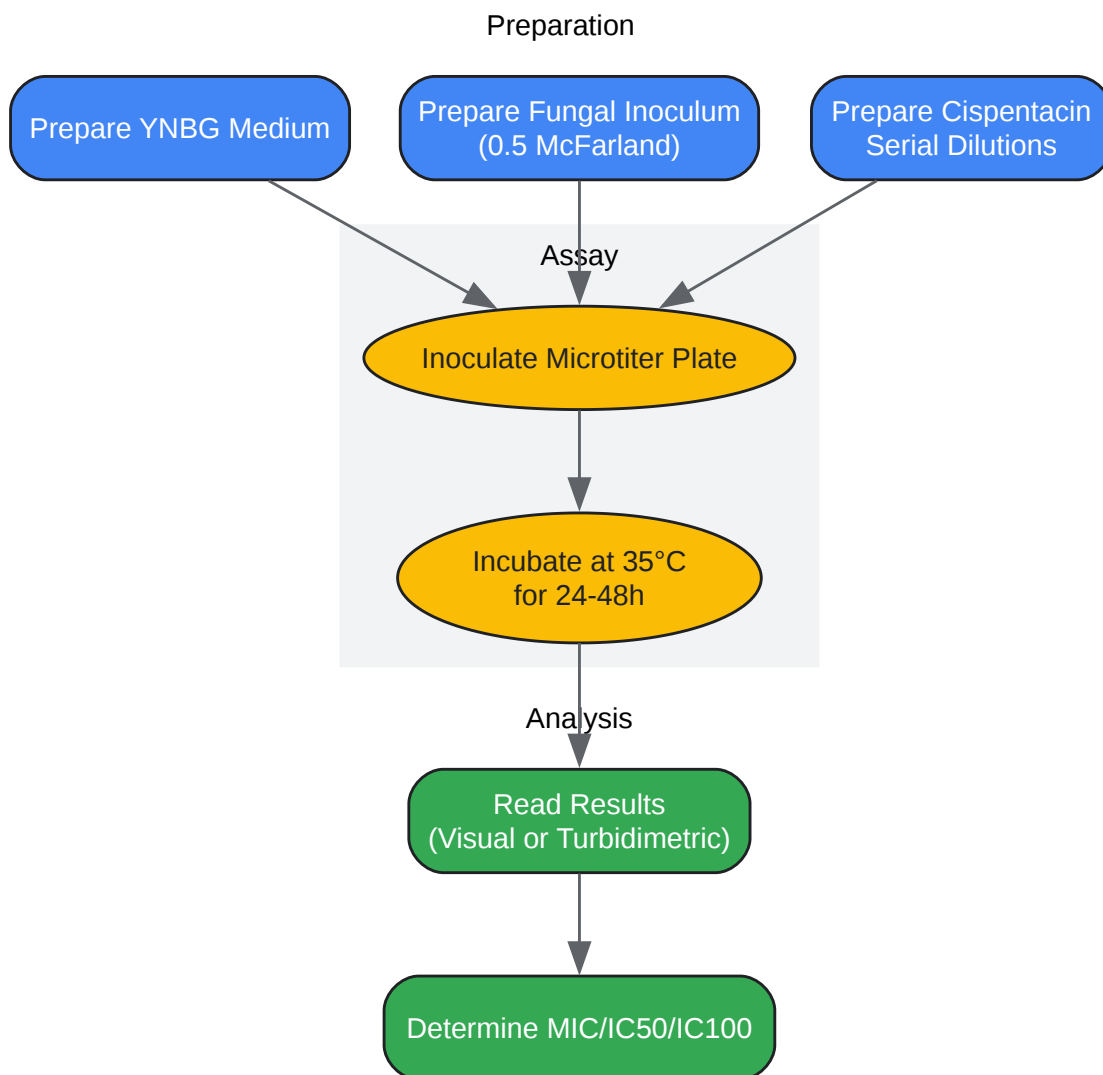 Preparation
Prepare YNBG Medium
Prepare Fungal Inoculum
(0.5 McFarland)
Prepare Cispentacin
Serial Dilutions
Assay
Inoculate Microtiter Plate
Incubate at 35°C
for 24-48h
Analysis
Read Results
(Visual or Turbidimetric)
Determine MIC/IC50/IC100